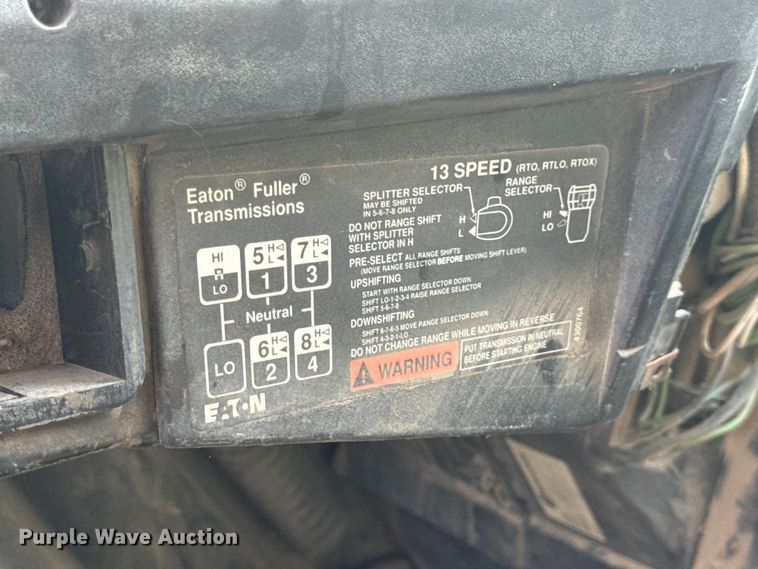 Eaton® Fuller®
Transmissions
13 SPEED (RTO, RTLO, RTOX)
SPLITTER SELECTOR
MAY BE SHIFTED
IN 5-6-7-8 ONLY
RANGE
SELECTOR
H
L
HI
LO
DO NOT RANGE SHIFT
WITH SPLITTER
SELECTOR IN H
PRE-SELECT ALL RANGE SHIFTS
(MOVE RANGE SELECTOR BEFORE MOVING SHIFT LEVER)
UPSHIFTING
START WITH RANGE SELECTOR DOWN
SHIFT LO-1-2-3-4 RAISE RANGE SELECTOR
SHIFT 5-6-7-8
DOWNSHIFTING
SHIFT 8-7-6-5 MOVE RANGE SELECTOR DOWN
SHIFT 4-3-2-1-LO
DO NOT CHANGE RANGE WHILE MOVING IN REVERSE
WARNING
PUT TRANSMISSION IN NEUTRAL
BEFORE STARTING ENGINE
4300764
HI
R
LO
5 H L
1
7 H L
3
Neutral
LO
6 H L
2
8 H L
4
EATON
Purple Wave Auction